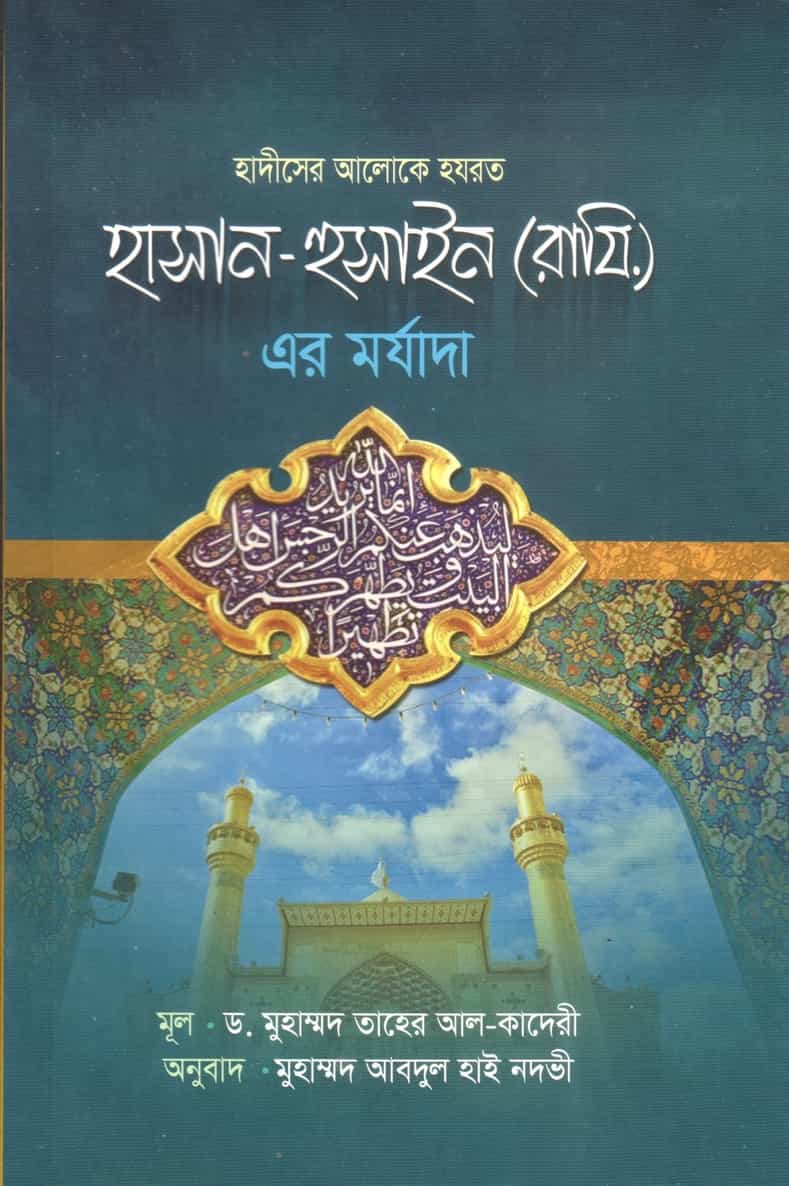 হাদীসের আলোকে হযরত
হাসান-হুসাইন (রাযি.)
এর মর্যাদা
إنما يريد الله
ليذهب عنكم الرجس أهل
البيت و يطهركم
تطهيرا
মূল • ড. মুহাম্মদ তাহের আল-কাদেরী
অনুবাদ • মুহাম্মদ আবদুল হাই নদভী